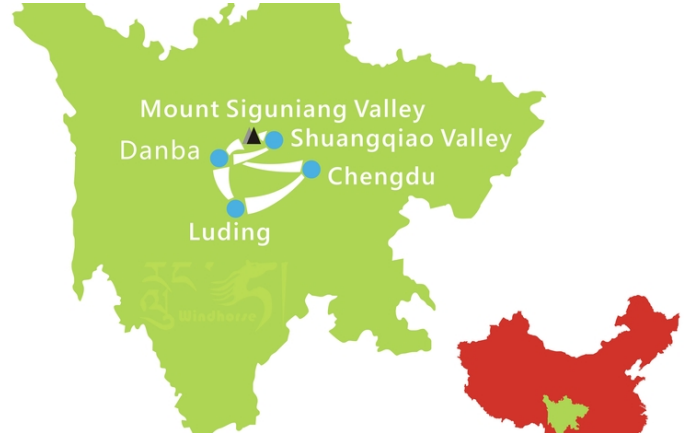 Mount Siguniang Valley
Shuangqiao Valley
Danba
Chengdu
Luding
Windhorse